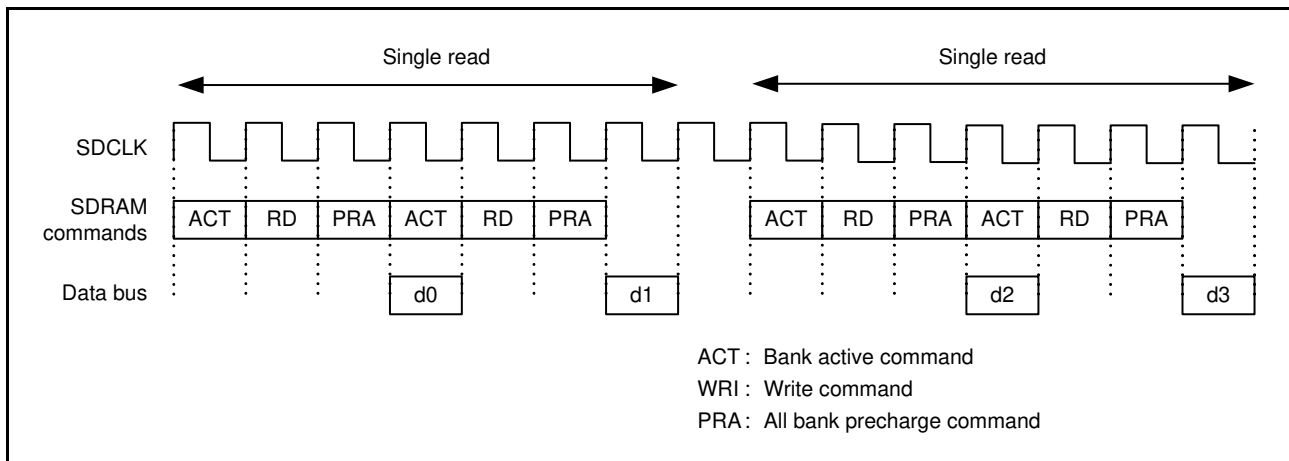 Single read Single read
SDCLK
SDRAM
commands
ACT RD PRA ACT RD PRA ACT RD PRA ACT RD PRA
Data bus d0 d1 d2 d3
ACT : Bank active command
WRI : Write command
PRA : All bank precharge command